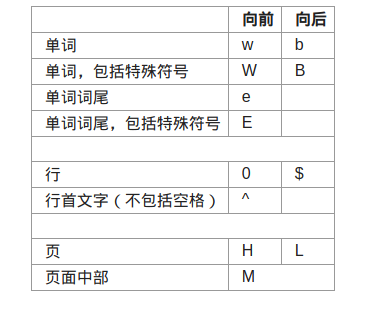 向前 向后
单词 w b
单词，包括特殊符号 W B
单词词尾 e
单词词尾，包括特殊符号 E
行 0 $
行首文字（不包括空格） ^
页 H L
页面中部 M